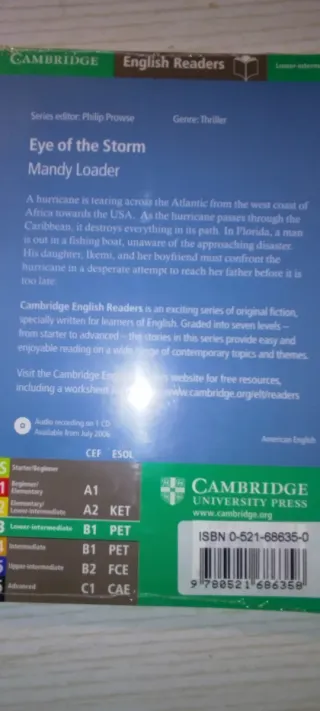 CAMBRIDGE English Readers Lower-interme
Series editor: Philip Prowse Genre: Thriller
Eye of the Storm
Mandy Loader
A hurricane is tearing across the Atlantic from the west coast of
Africa towards the USA. As the hurricane passes through the
Caribbean, it destroys everything in its path. In Florida, a man
is out in a fishing boat, unaware of the approaching disaster.
His daughter, Ikemi, and her boyfriend must confront the
hurricane in a desperate attempt to reach her father before it is
too late.
Cambridge English Readers is an exciting series of original fiction,
specially written for learners of English. Graded into seven levels –
from starter to advanced – the stories in this series provide easy and
enjoyable reading on a wide range of contemporary topics and themes.
Visit the Cambridge Eng ers website for free resources,
including a worksheet www.cambridge.org/elt/readers
Audio recording on 1 CD
Available from July 2006
American English
CEF ESOL
S Starter/Beginner
1 Beginner/Elementary A1
2 Elementary/Lower-intermediate A2 KET
3 Lower-intermediate B1 PET
4 Intermediate B1 PET
5 Upper-intermediate B2 FCE
6 Advanced C1 CAE
CAMBRIDGE
UNIVERSITY PRESS
www.cambridge.org
ISBN 0-521-68635-0
9 780521 686358